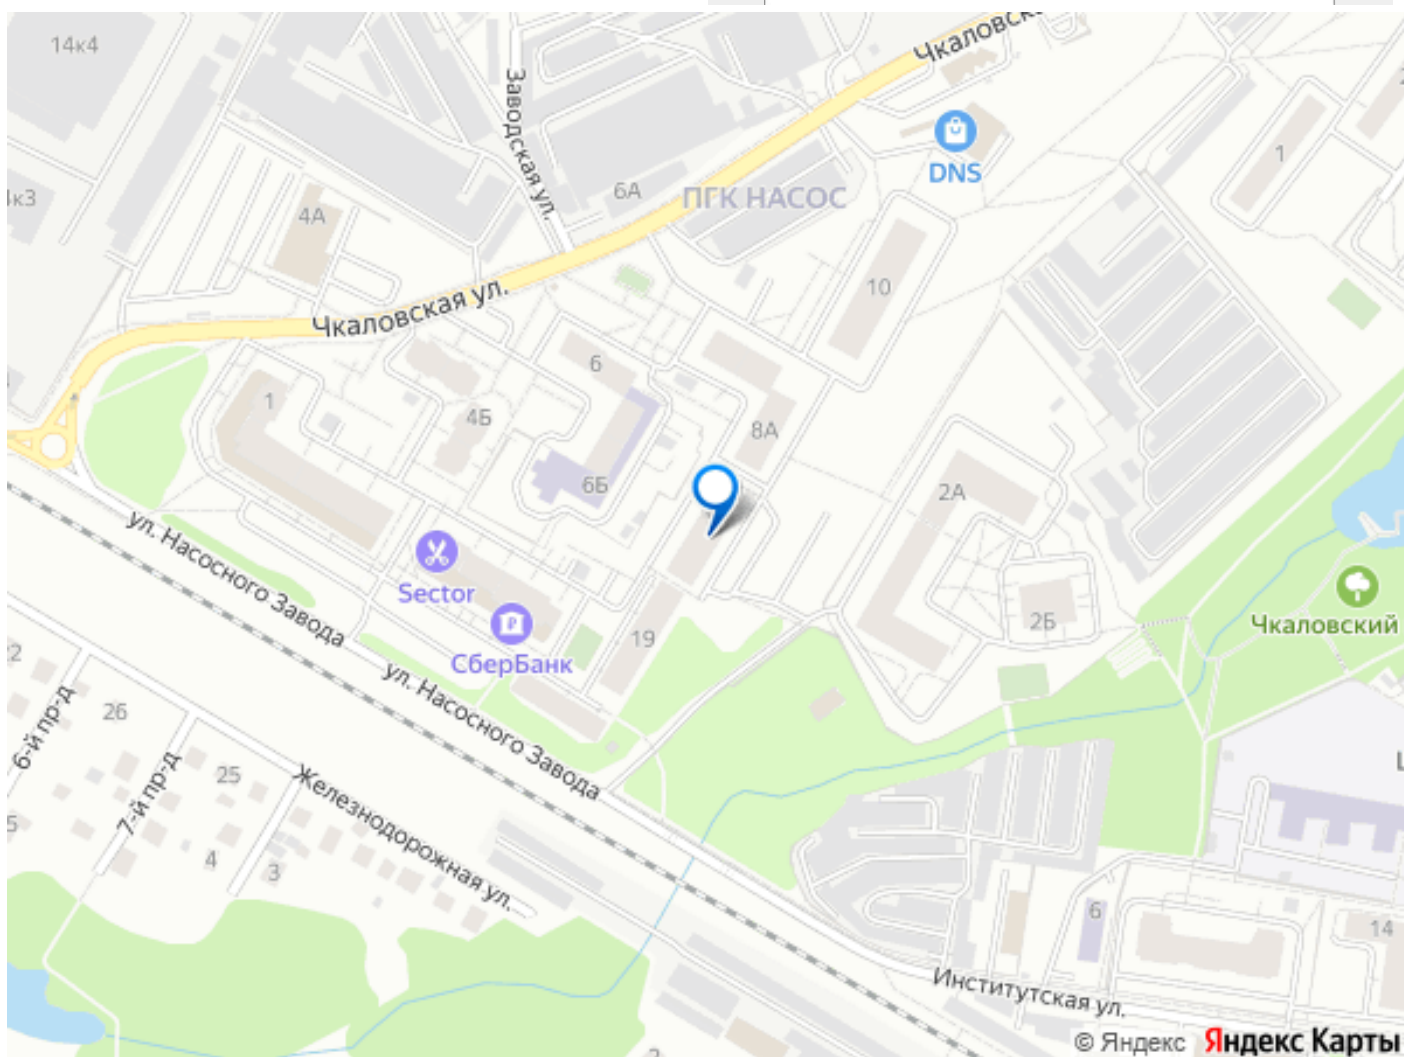 Чкаловск
14к4
Заводская ул.
DNS
1
6А
ПГК НАСОС
4А
10
Чкаловская ул.
6
1
4Б
8А
6Б
2А
ул. Насосного Завода
Sector
СберБанк
19
2Б
Чкаловский
ул. Насосного Завода
6-й пр-д
26
7-й пр-д
25
Железнодорожная ул.
4
3
6
14
Институтская ул.
© Яндекс Яндекс Карты